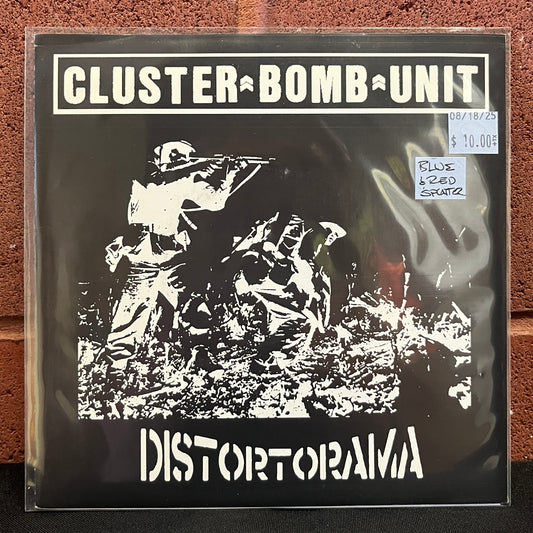 CLUSTER BOMB UNIT
08/18/25
$ 10.00
BLUE
& RED
SPLATTER
DISTORTORAMA